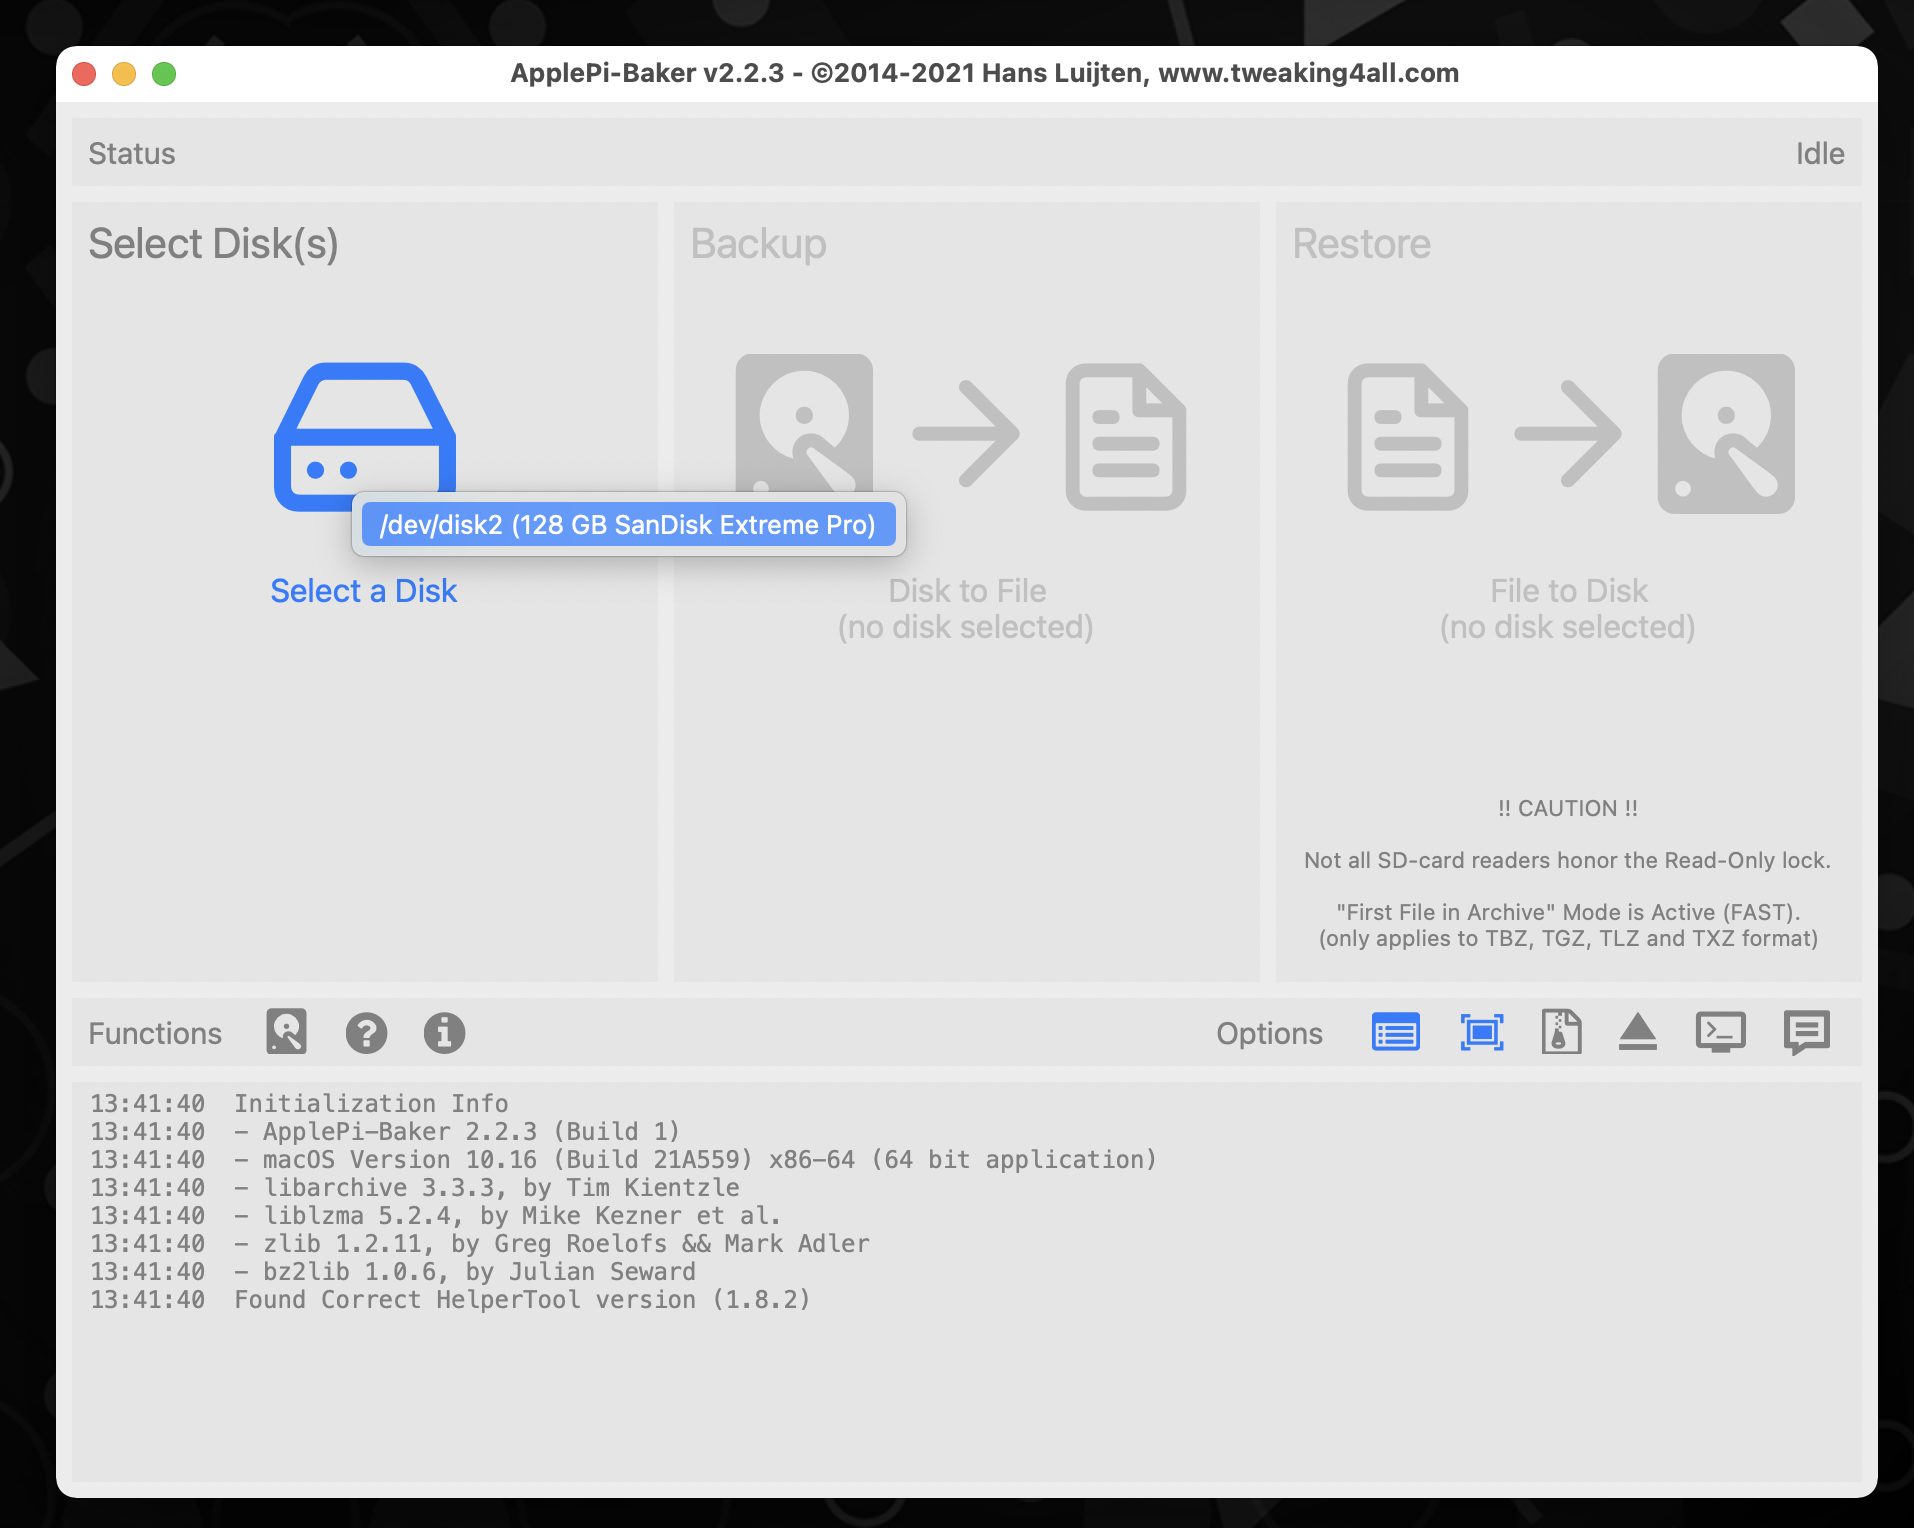 ApplePi-Baker v2.2.3 - ©2014-2021 Hans Luijten, www.tweaking4all.com
Status
Idle
Select Disk(s)
/dev/disk2 (128 GB SanDisk Extreme Pro)
Select a Disk
Backup
Disk to File
(no disk selected)
Restore
File to Disk
(no disk selected)
!! CAUTION !!
Not all SD-card readers honor the Read-Only lock.
"First File in Archive" Mode is Active (FAST).
(only applies to TBZ, TGZ, TLZ and TXZ format)
Functions
Options
13:41:40 Initialization Info
13:41:40 - ApplePi-Baker 2.2.3 (Build 1)
13:41:40 - macOS Version 10.16 (Build 21A559) x86-64 (64 bit application)
13:41:40 - libarchive 3.3.3, by Tim Kientzle
13:41:40 - liblzma 5.2.4, by Mike Kezner et al.
13:41:40 - zlib 1.2.11, by Greg Roelofs && Mark Adler
13:41:40 - bz2lib 1.0.6, by Julian Seward
13:41:40 Found Correct HelperTool version (1.8.2)